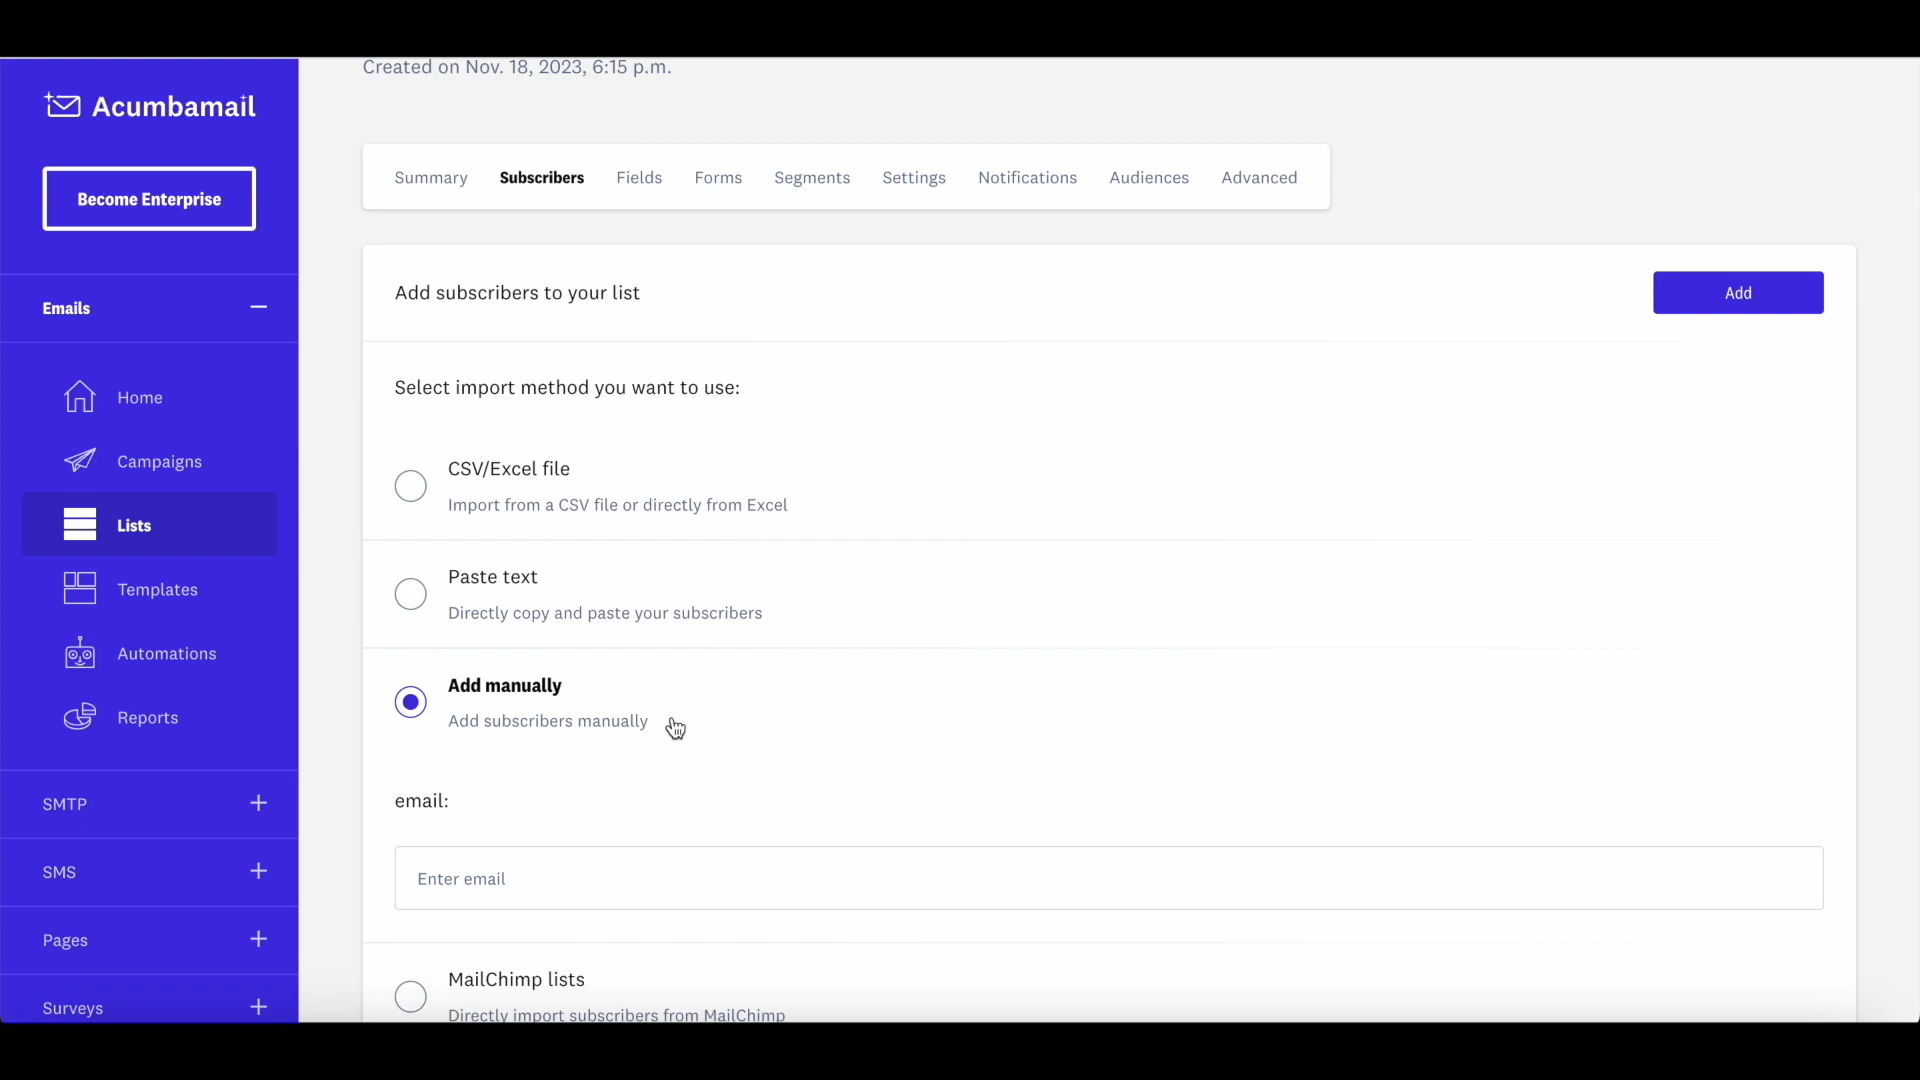 Created on Nov. 18, 2023, 6:15 p.m.
Acumbamail
Become Enterprise
Emails
Home
Campaigns
Lists
Templates
Automations
Reports
SMTP
SMS
Pages
Surveys
Summary Subscribers Fields Forms Segments Settings Notifications Audiences Advanced
Add subscribers to your list
Add
Select import method you want to use:
CSV/Excel file
Import from a CSV file or directly from Excel
Paste text
Directly copy and paste your subscribers
Add manually
Add subscribers manually
email:
Enter email
MailChimp lists
Directly import subscribers from MailChimp